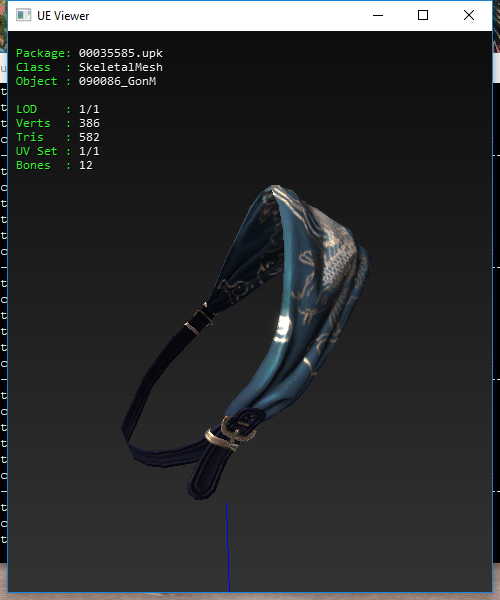 UE Viewer
Package: 00035585.upk
Class  : SkeletalMesh
Object : 090086_GonM
LOD    : 1/1
Verts  : 386
Tris   : 582
UV Set : 1/1
Bones  : 12